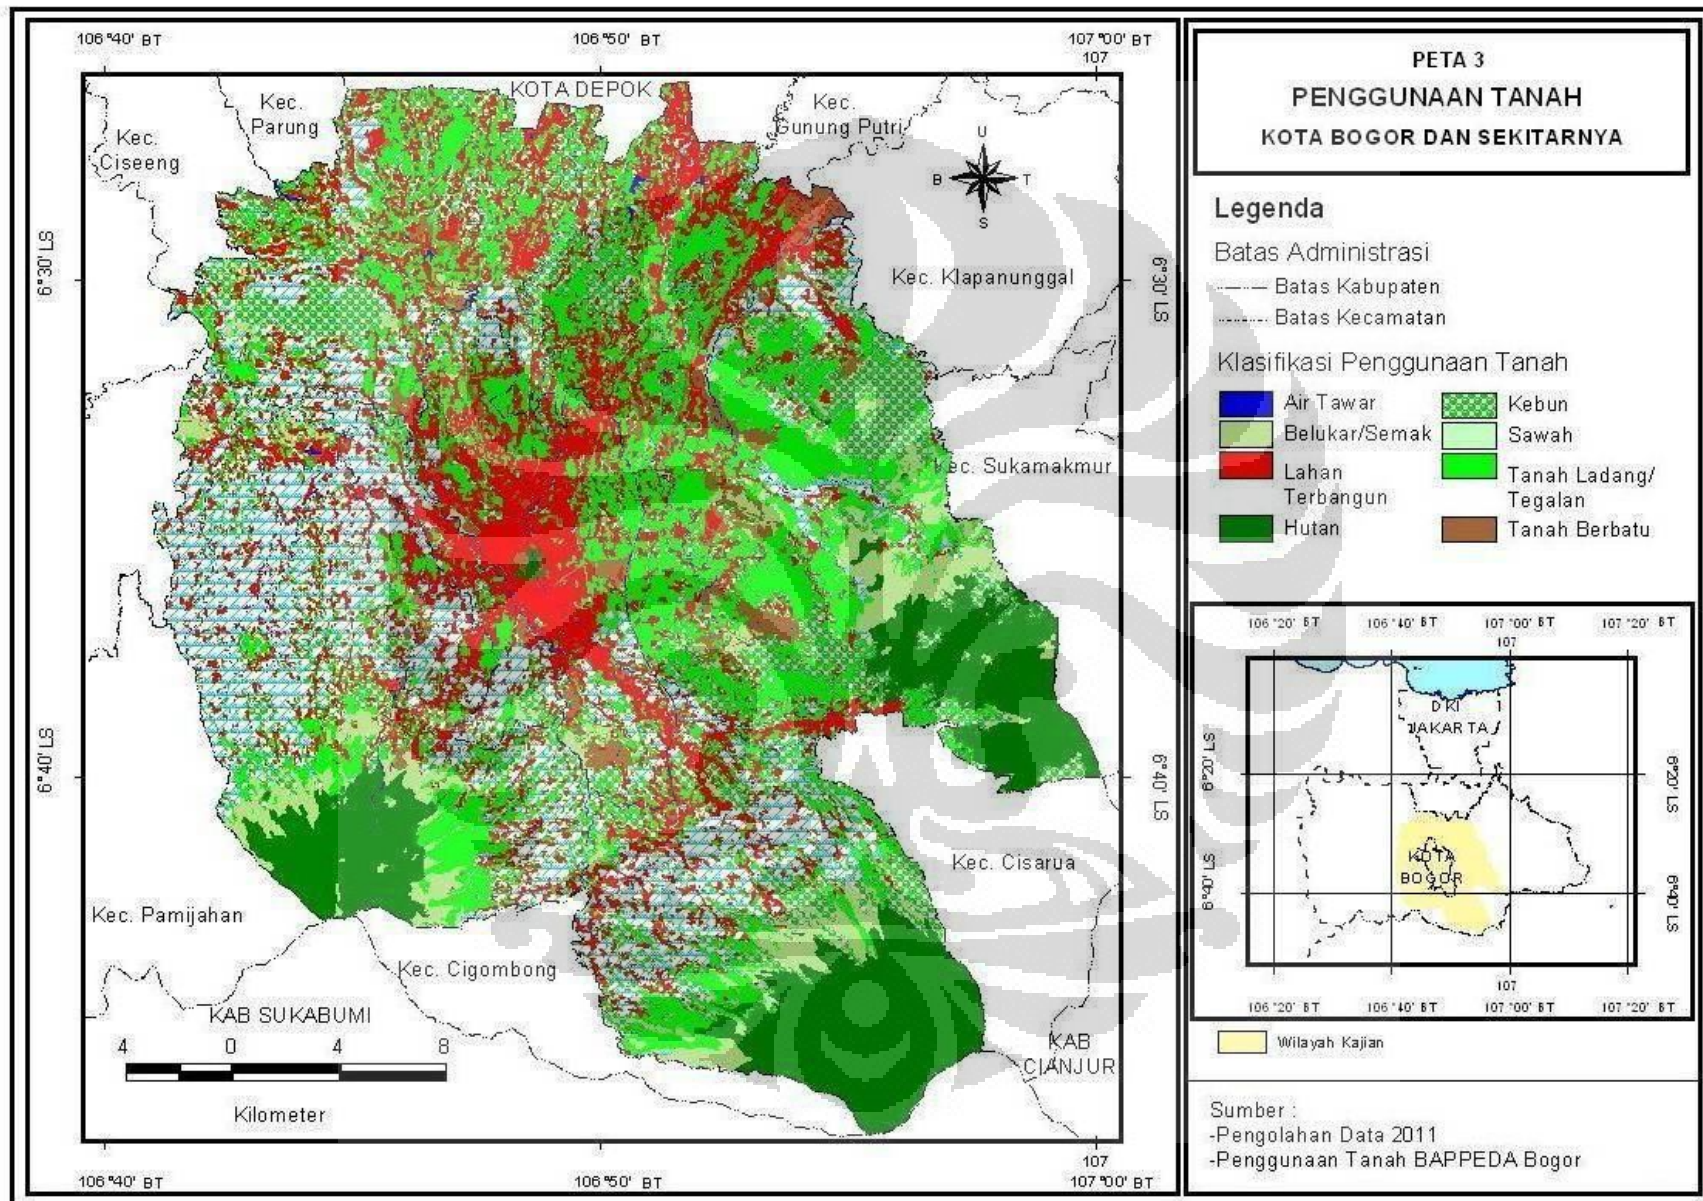 106°40' BT
106°50' BT
107°00' BT
107
KOTA DEPOK
Kec.
Parung
Kec.
Ciseeng
Kec.
Gunung Putri
U
B
T
S
6°30' LS
6°30' LS
Kec. Klapanunggal
Kec. Sukamakmur
6°40' LS
6°40' LS
Kec. Cisarua
Kec. Pamijahan
Kec. Cigombong
KAB SUKABUMI
KAB
CIANJUR
4 0 4 8
Kilometer
107
106°40' BT
106°50' BT
107°00' BT
PETA 3
PENGGUNAAN TANAH
KOTA BOGOR DAN SEKITARNYA
Legenda
Batas Administrasi
Batas Kabupaten
Batas Kecamatan
Klasifikasi Penggunaan Tanah
Air Tawar
Belukar/Semak
Lahan
Terbangun
Hutan
Kebun
Sawah
Tanah Ladang/
Tegalan
Tanah Berbatu
106°20' BT
106°40' BT
107°00' BT
107°20' BT
107
DKI
JAKARTA
6°20' LS
6°20' LS
KOTA
BOGOR
6°40' LS
6°40' LS
107
106°20' BT
106°40' BT
107°00' BT
107°20' BT
Wilayah Kajian
Sumber :
-Pengolahan Data 2011
-Penggunaan Tanah BAPPEDA Bogor